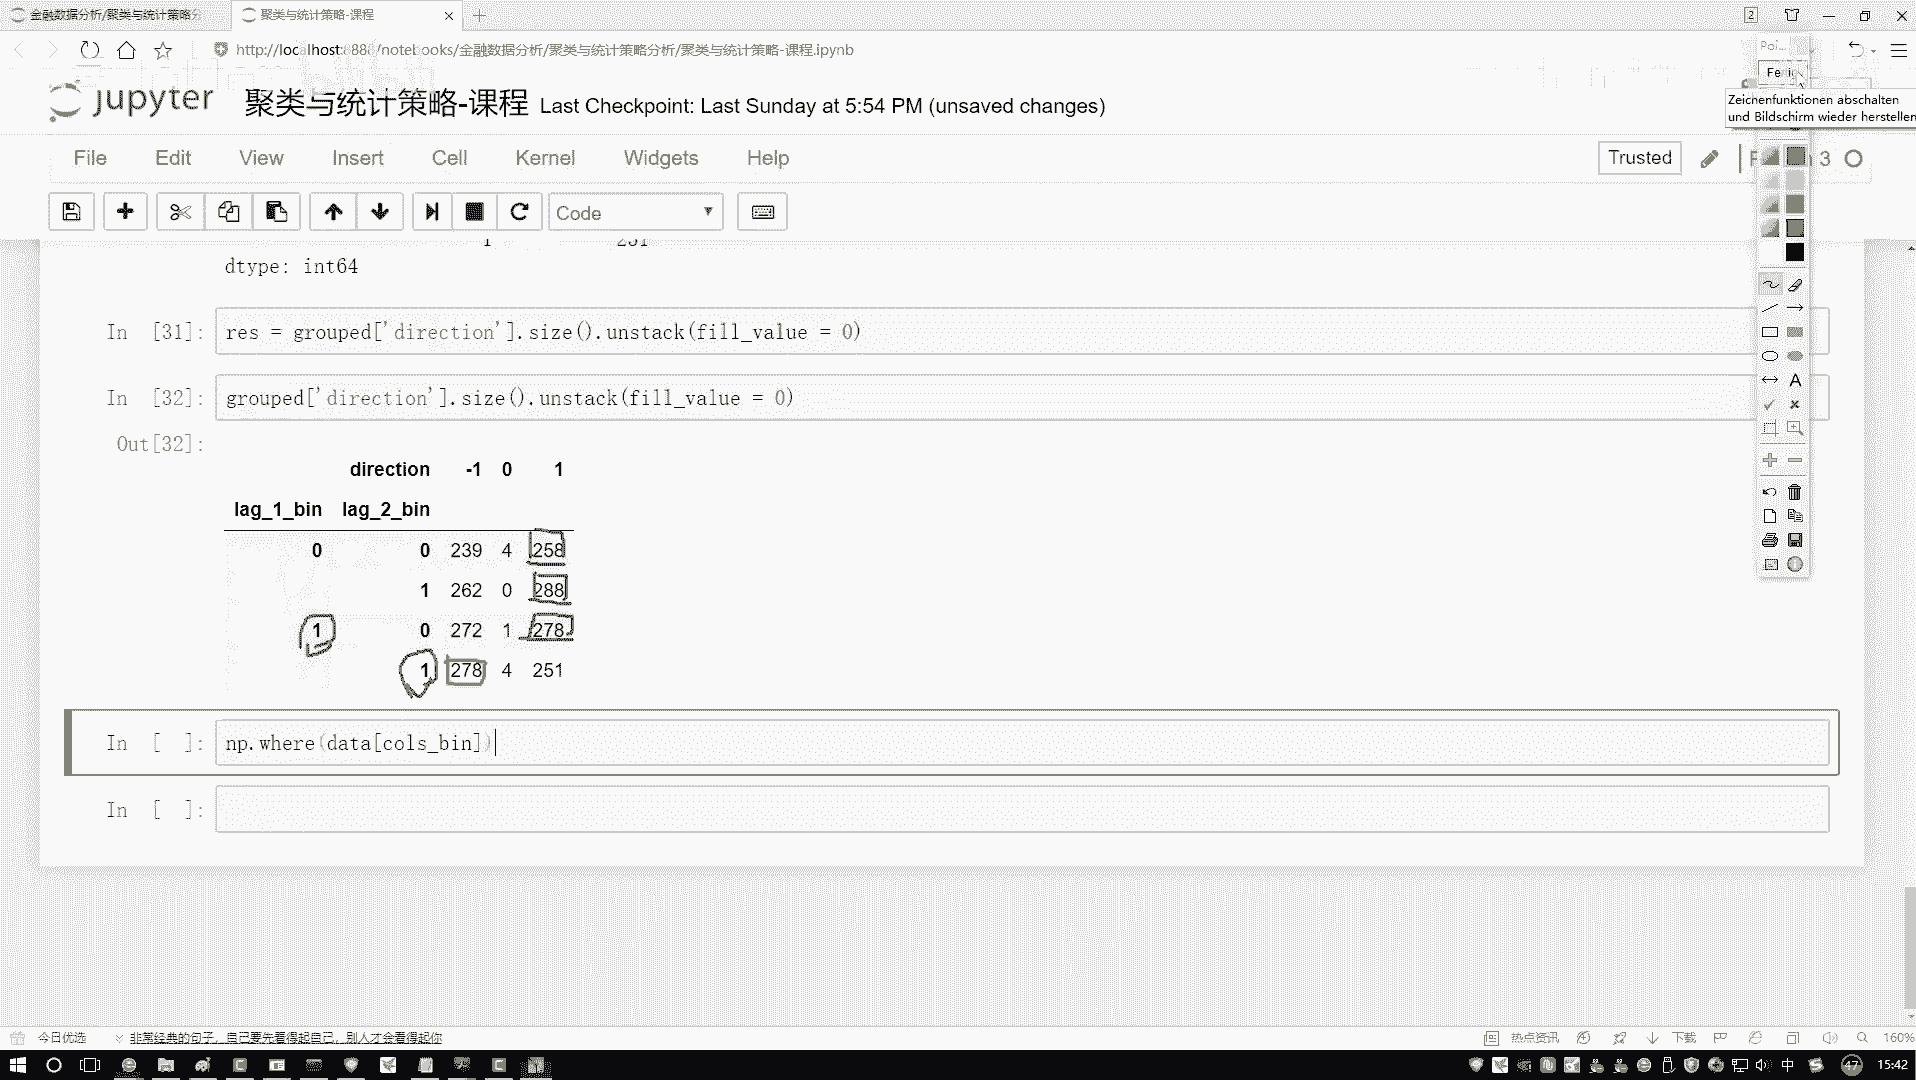 金融数据分析/聚类与统计策略分
聚类与统计策略-课程
2
/notebooks/金融数据分析/聚类与统计策略分析/聚类与统计策略-课程.ipynb
Zeichenfunktionen abschalten
und Bildschirm wieder herstellen
jupyter 聚类与统计策略-课程 Last Checkpoint: Last Sunday at 5:54 PM (unsaved changes)
File Edit View Insert Cell Kernel Widgets Help Trusted 3
Code
dtype: int64
In [31]: res = grouped['direction'].size().unstack(fill_value = 0)
In [32]: grouped['direction'].size().unstack(fill_value = 0)
Out[32]:
direction -1 0 1
lag_1_bin lag_2_bin
0 0 239 4 258
1 262 0 288
1 0 272 1 278
1 278 4 251
In [ ]: np.where(data[cols_bin])
In [ ]:
今日优选 非常经典的句子，自己要先看得起自己，别人才会看得起你 热点资讯 下载 160%
中 47 15:42